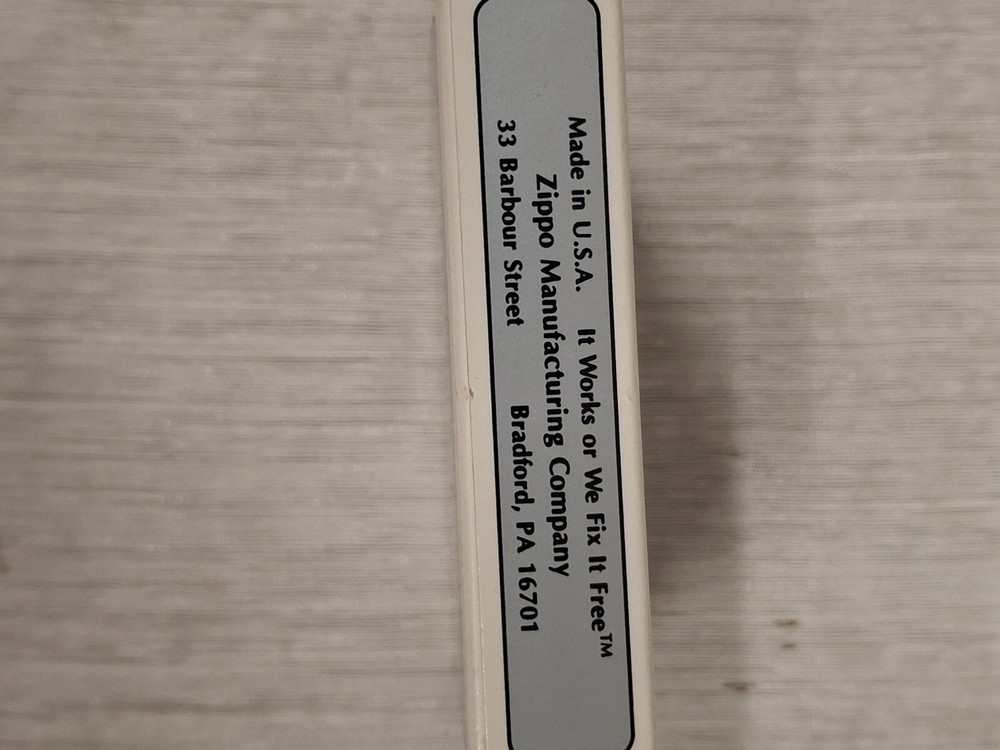 Made in U.S.A. It Works or We Fix It Free™
Zippo Manufacturing Company
33 Barbour Street Bradford, PA 16701